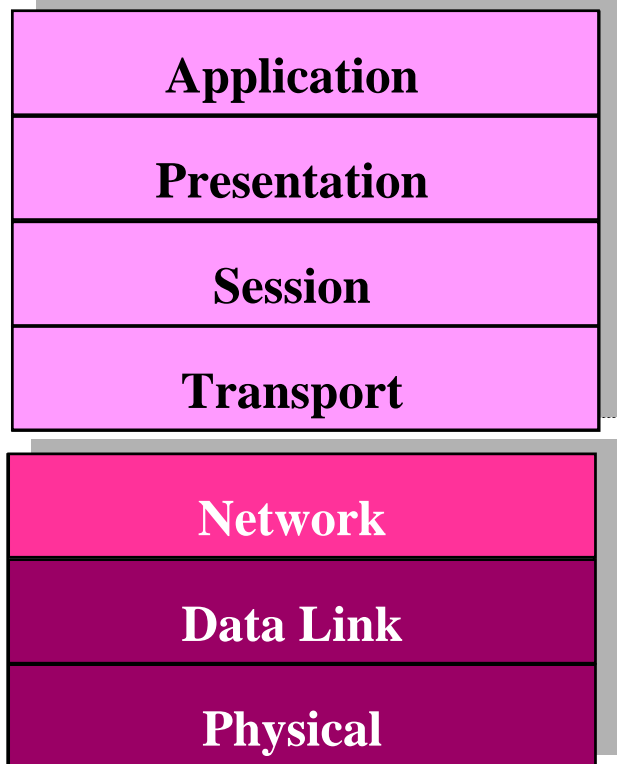 Application
Presentation
Session
Transport
Network
Data Link
Physical